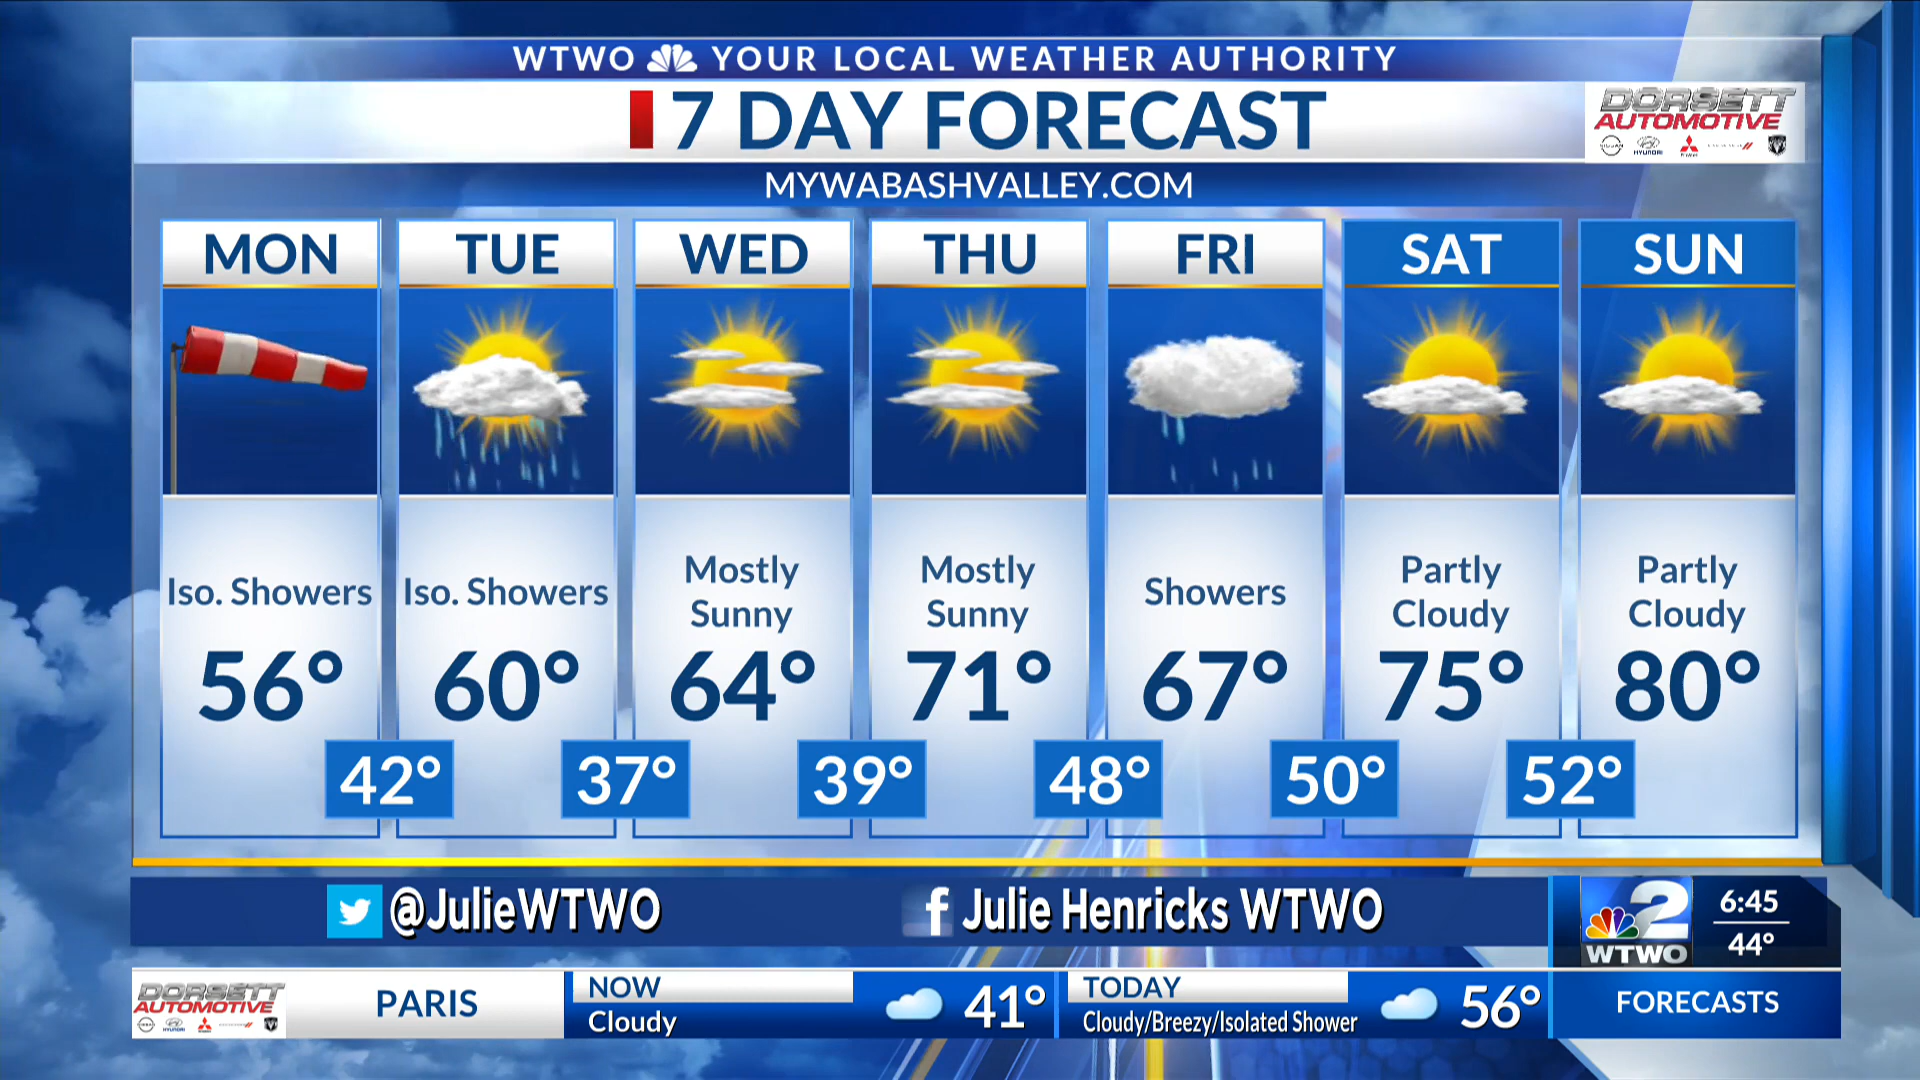 WTWO YOUR LOCAL WEATHER AUTHORITY
7 DAY FORECAST
DORSETT
AUTOMOTIVE
NISSAN HYUNDAI
MYWABASHVALLEY.COM
MON TUE WED THU FRI SAT SUN
Iso. Showers
Iso. Showers
Mostly
Sunny
Mostly
Sunny
Showers
Partly
Cloudy
Partly
Cloudy
56° 60° 64° 71° 67° 75° 80°
42° 37° 39° 48° 50° 52°
@JulieWTWO
f Julie Henricks WTWO
2
WTWO
6:45
44°
DORSETT
AUTOMOTIVE
PARIS
NOW
Cloudy
41°
TODAY
Cloudy/Breezy/Isolated Shower
56°
FORECASTS